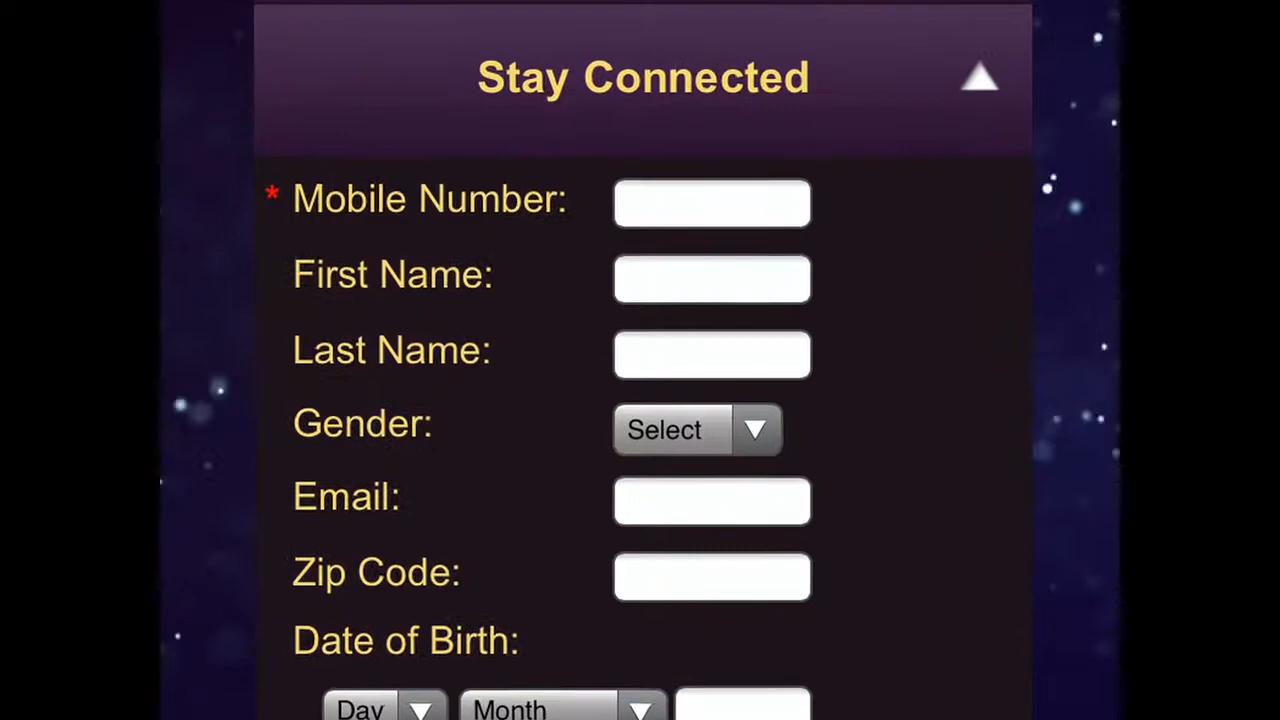 Stay Connected
* Mobile Number:
First Name:
Last Name:
Gender: Select
Email:
Zip Code:
Date of Birth:
Day Month